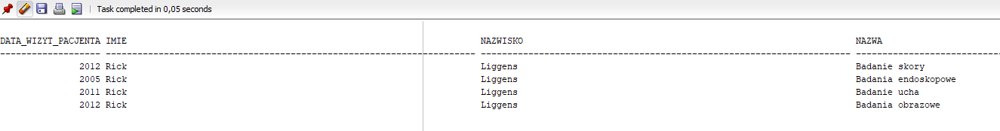 Task completed in 0,05 seconds
DATA_WIZYT_PACJENTA IMIE NAZWISKO NAZWA
2012 Rick Liggens Badanie skory
2005 Rick Liggens Badania endoskopowe
2011 Rick Liggens Badanie ucha
2012 Rick Liggens Badania obrazowe